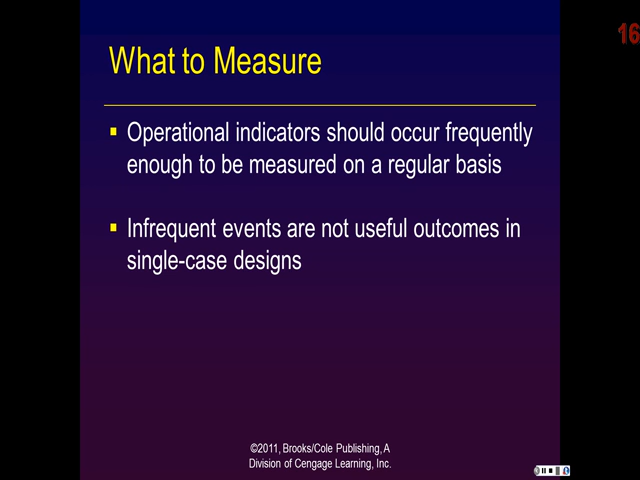 What to Measure
16
Operational indicators should occur frequently
enough to be measured on a regular basis
Infrequent events are not useful outcomes in
single-case designs
©2011, Brooks/Cole Publishing, A
Division of Cengage Learning, Inc.